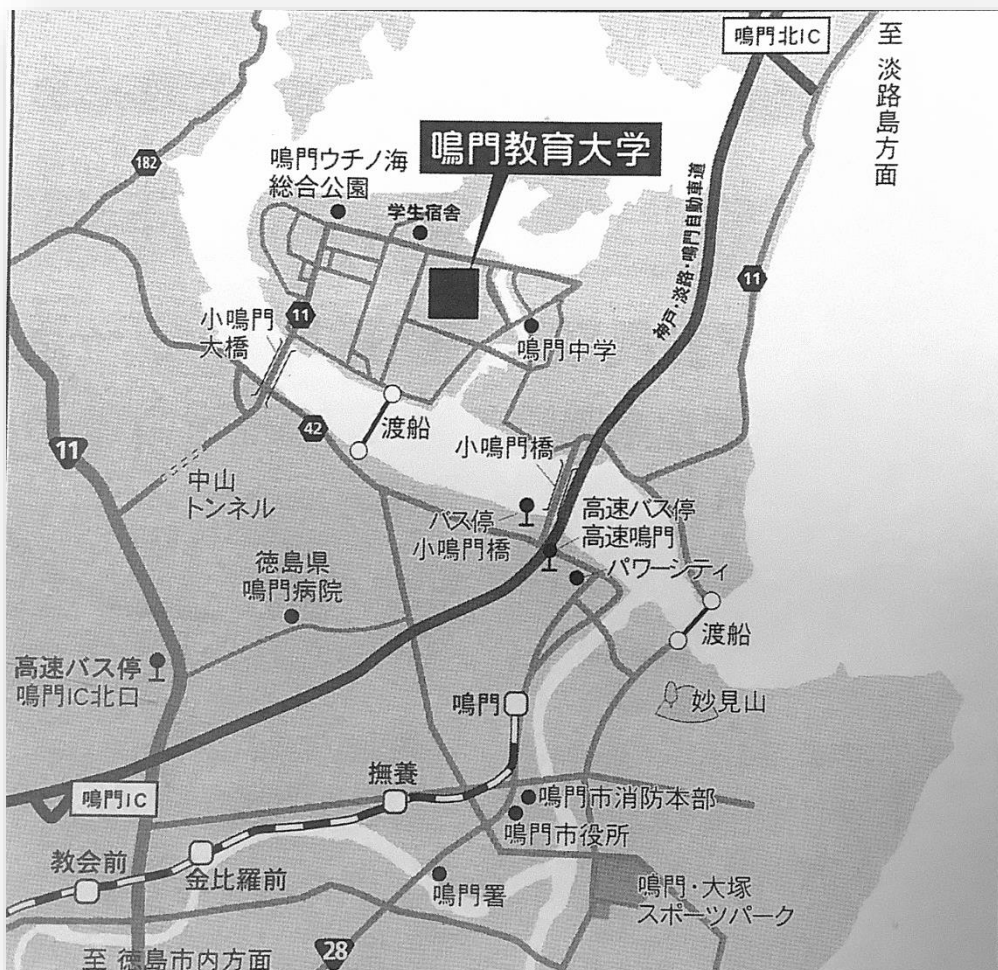 鳴門北IC
至 淡路島方面
鳴門教育大学
182
鳴門ウチノ海
総合公園
学生宿舎
神戸・淡路・鳴門自動車道
11
小鳴門
大橋
11
鳴門中学
42
渡船
11
小鳴門橋
中山
トンネル
バス停
小鳴門橋
高速バス停
高速鳴門
パワーシティ
徳島県
鳴門病院
渡船
高速バス停
鳴門IC北口
鳴門
妙見山
撫養
鳴門IC
鳴門市消防本部
鳴門市役所
教会前
金比羅前
鳴門署
鳴門・大塚
スポーツパーク
至 徳島市内方面
28